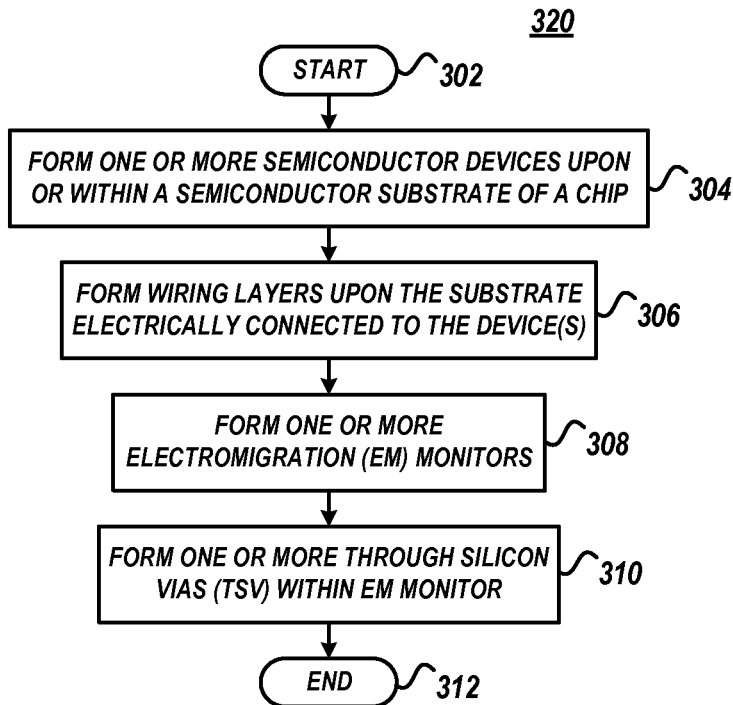 320
START
302
FORM ONE OR MORE SEMICONDUCTOR DEVICES UPON
OR WITHIN A SEMICONDUCTOR SUBSTRATE OF A CHIP
304
FORM WIRING LAYERS UPON THE SUBSTRATE
ELECTRICALLY CONNECTED TO THE DEVICE(S)
306
FORM ONE OR MORE
ELECTROMIGRATION (EM) MONITORS
308
FORM ONE OR MORE THROUGH SILICON
VIAS (TSV) WITHIN EM MONITOR
310
END
312